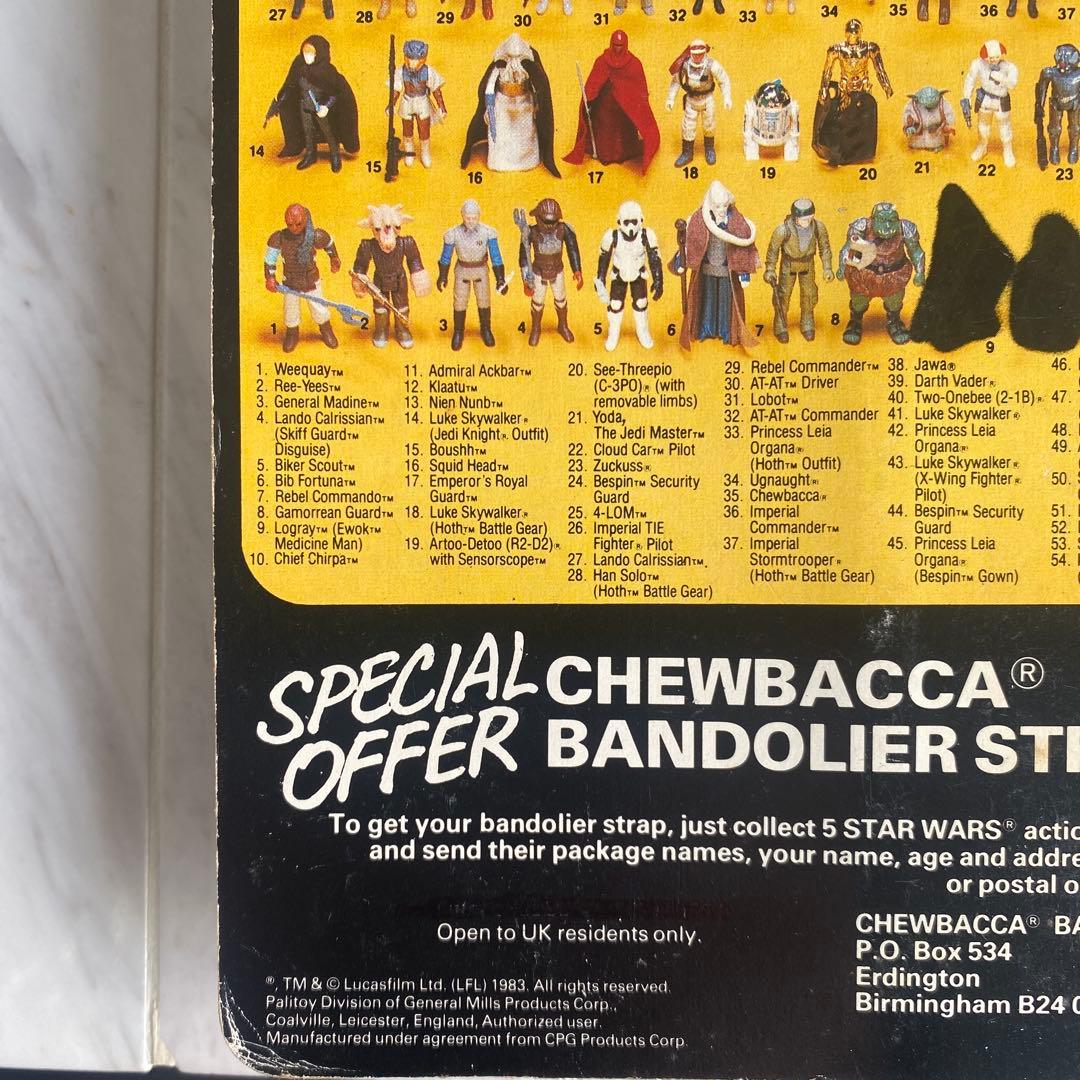 27 28 29 30 31 32 33 34 35 36 37
14 15 16 17 18 19 20 21 22 23
1 2 3 4 5 6 7 8 9
1. Weequay™
2. Ree-Yees™
3. General Madine™
4. Lando Calrissian™
(Skiff Guard™
Disguise)
5. Biker Scout™
6. Bib Fortuna™
7. Rebel Commando™
8. Gamorrean Guard™
9. Logray™ (Ewok™
Medicine Man)
10. Chief Chirpa™
11. Admiral Ackbar™
12. Klaatu™
13. Nien Nunb™
14. Luke Skywalker®
(Jedi Knight® Outfit)
15. Boushh™
16. Squid Head™
17. Emperor's Royal
Guard™
18. Luke Skywalker®
(Hoth™ Battle Gear)
19. Artoo-Detoo (R2-D2)®
with Sensorscope™
20. See-Threepio
(C-3PO)® (with
removable limbs)
21. Yoda,
The Jedi Master™
22. Cloud Car™ Pilot
23. Zuckuss®
24. Bespin™ Security
Guard
25. 4-LOM™
26. Imperial TIE
Fighter® Pilot
27. Lando Calrissian™
28. Han Solo™
(Hoth™ Battle Gear)
29. Rebel Commander™
30. AT-AT™ Driver
31. Lobot™
32. AT-AT™ Commander
33. Princess Leia
Organa®
(Hoth™ Outfit)
34. Ugnaught®
35. Chewbacca®
36. Imperial
Commander™
37. Imperial
Stormtrooper®
(Hoth™ Battle Gear)
38. Jawa®
39. Darth Vader®
40. Two-Onebee (2-1B)®
41. Luke Skywalker®
42. Princess Leia
Organa®
43. Luke Skywalker®
(X-Wing Fighter®
Pilot)
44. Bespin™ Security
Guard
45. Princess Leia
Organa®
(Bespin™ Gown)
46.
47.
48.
49.
50.
51.
52.
53.
54.
SPECIAL
OFFER
CHEWBACCA®
BANDOLIER
To get your bandolier strap, just collect 5 STAR WARS®
and send their package names, your name, age and
or postal
Open to UK residents only.
CHEWBACCA®
P.O. Box 534
Erdington
Birmingham B24
®, TM & © Lucasfilm Ltd. (LFL) 1983. All rights reserved.
Palitoy Division of General Mills Products Corp.,
Coalville, Leicester, England, Authorized user.
Manufactured under agreement from CPG Products Corp.